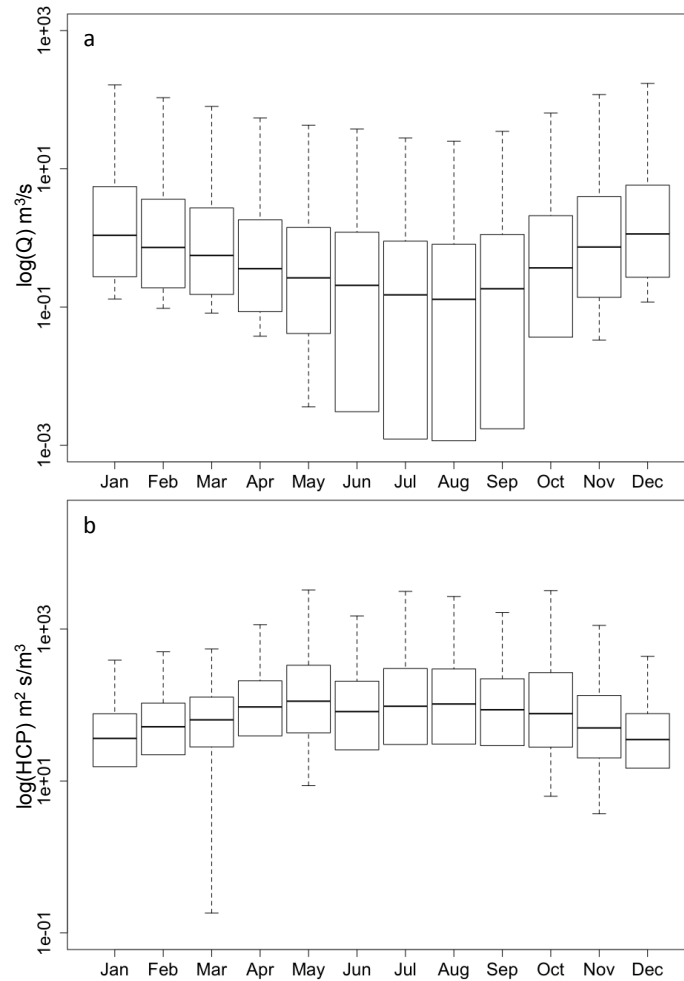 a
1e+03
1e+01
1e-01
1e-03
log(Q) m³/s
Jan Feb Mar Apr May Jun Jul Aug Sep Oct Nov Dec
b
1e+03
1e+01
1e-01
log(HCP) m² s/m³
Jan Feb Mar Apr May Jun Jul Aug Sep Oct Nov Dec